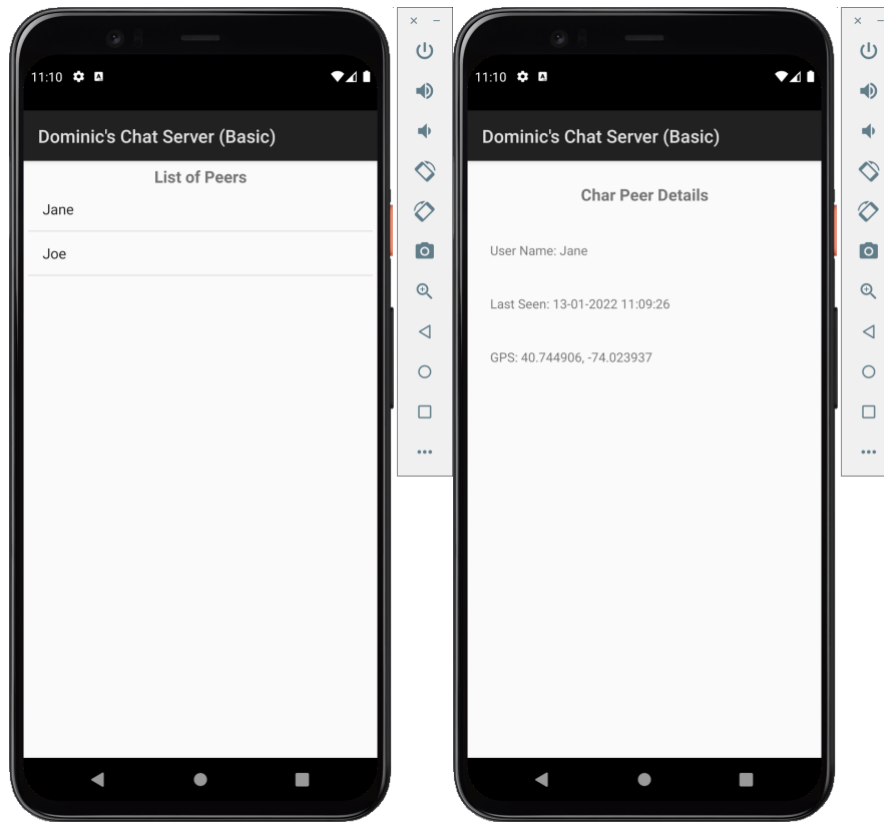 11:10
Dominic's Chat Server (Basic)
List of Peers
Jane
Joe
11:10
Dominic's Chat Server (Basic)
Char Peer Details
User Name: Jane
Last Seen: 13-01-2022 11:09:26
GPS: 40.744906, -74.023937